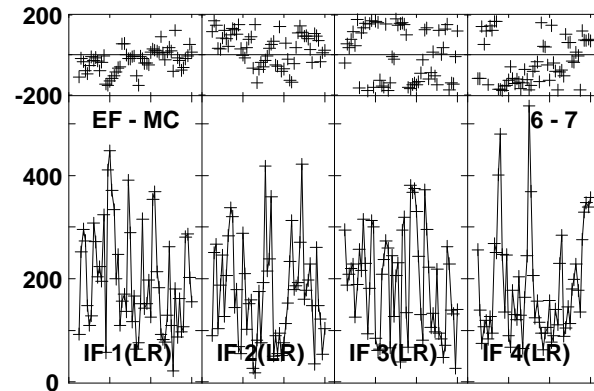 200
0
-200
EF - MC
6 - 7
400
200
IF 1(LR)
IF 2(LR)
IF 3(LR)
IF 4(LR)
0